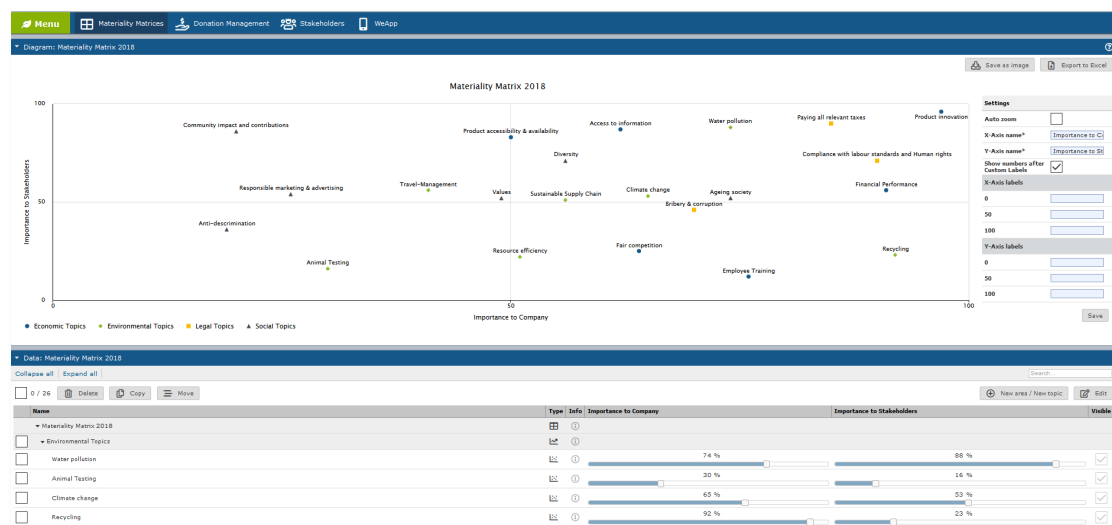 Menu Materiality Matrices Donation Management Stakeholders WeApp
Diagram: Materiality Matrix 2018
Save as image Export to Excel
Materiality Matrix 2018
Importance to Stakeholders
100
50
0
Community impact and contributions
Product accessibility & availability
Access to information
Water pollution
Paying all relevant taxes
Product innovation
Diversity
Compliance with labour standards and Human rights
Responsible marketing & advertising
Travel-Management
Values
Sustainable Supply Chain
Climate change
Ageing society
Financial Performance
Bribery & corruption
Anti-descrimination
Animal Testing
Resource efficiency
Fair competition
Recycling
Employee Training
0 50 100
Importance to Company
Economic Topics Environmental Topics Legal Topics Social Topics
Settings
Auto zoom
X-Axis name* Importance to C
Y-Axis name* Importance to St
Show numbers after
Custom Labels
X-Axis labels
0
50
100
Y-Axis labels
0
50
100
Save
Data: Materiality Matrix 2018
Collapse all Expand all Search...
0 / 26 Delete Copy Move New area / New topic Edit
Name Type Info Importance to Company Importance to Stakeholders Visible
Materiality Matrix 2018
Environmental Topics
Water pollution 74 % 88 %
Animal Testing 30 % 16 %
Climate change 65 % 53 %
Recycling 92 % 23 %